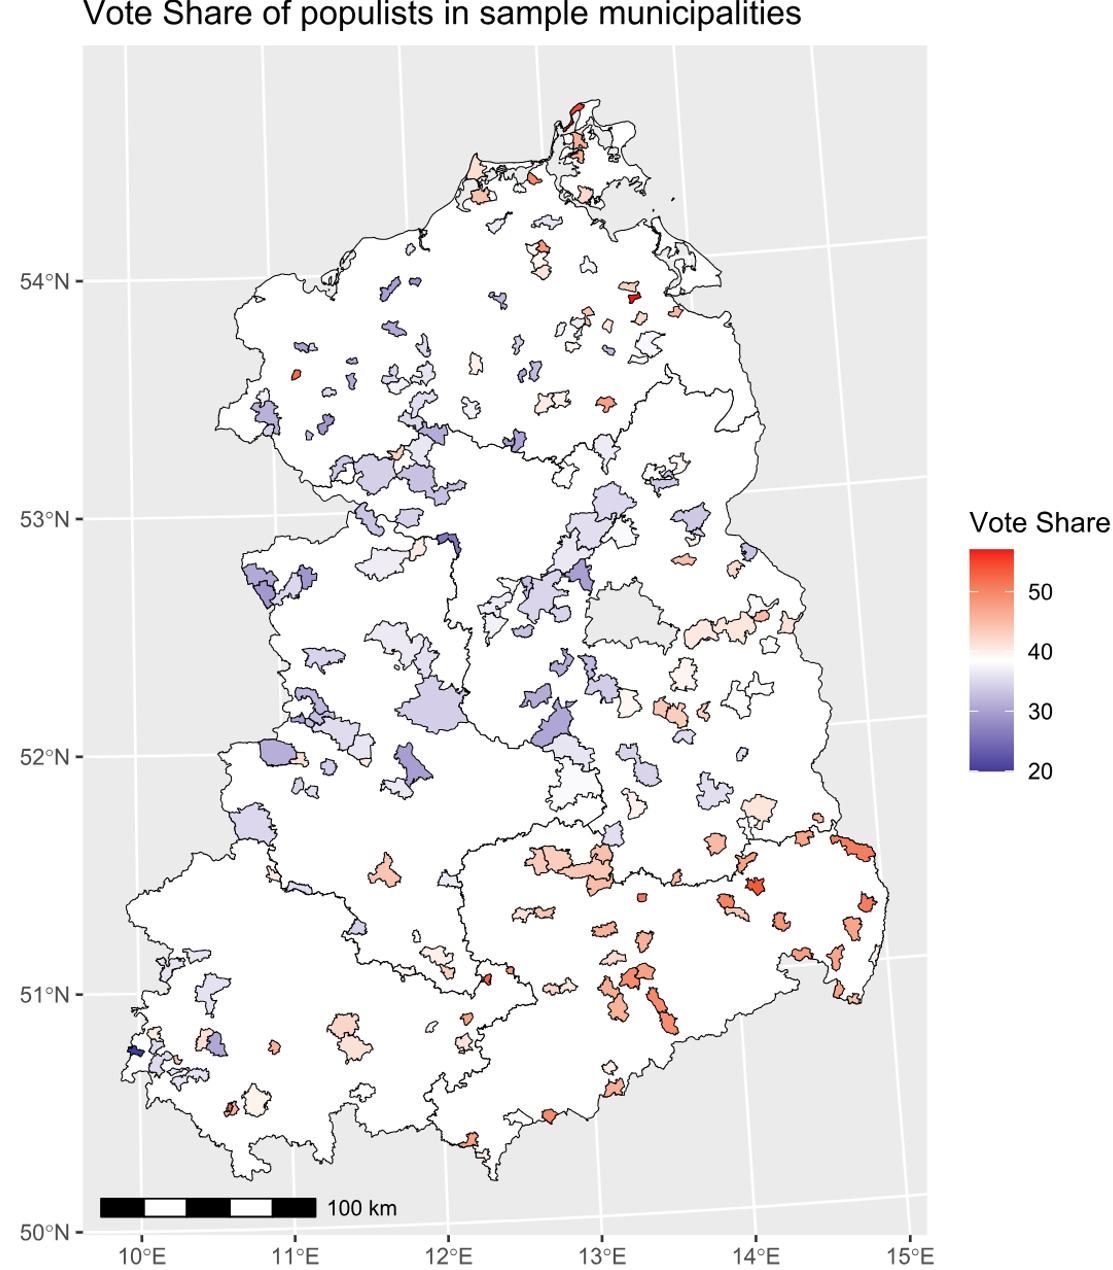 Vote Share of populists in sample municipalities
54°N
53°N
52°N
51°N
50°N
10°E
11°E
12°E
13°E
14°E
15°E
100 km
Vote Share
50
40
30
20